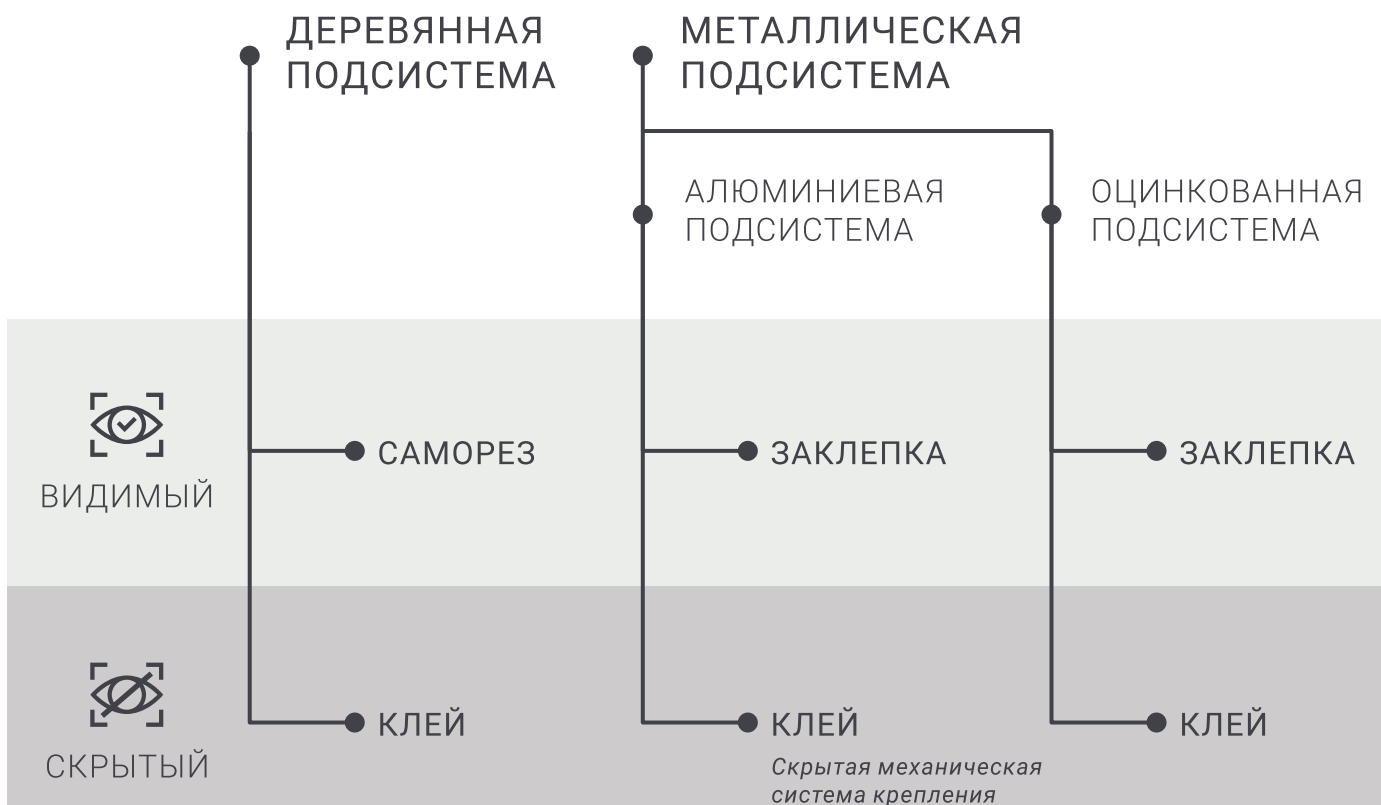 ДЕРЕВЯННАЯ
ПОДСИСТЕМА
МЕТАЛЛИЧЕСКАЯ
ПОДСИСТЕМА
АЛЮМИНИЕВАЯ
ПОДСИСТЕМА
ОЦИНКОВАННАЯ
ПОДСИСТЕМА
ВИДИМЫЙ
САМОРЕЗ
ЗАКЛЕПКА
ЗАКЛЕПКА
СКРЫТЫЙ
КЛЕЙ
КЛЕЙ
Скрытая механическая
система крепления
КЛЕЙ